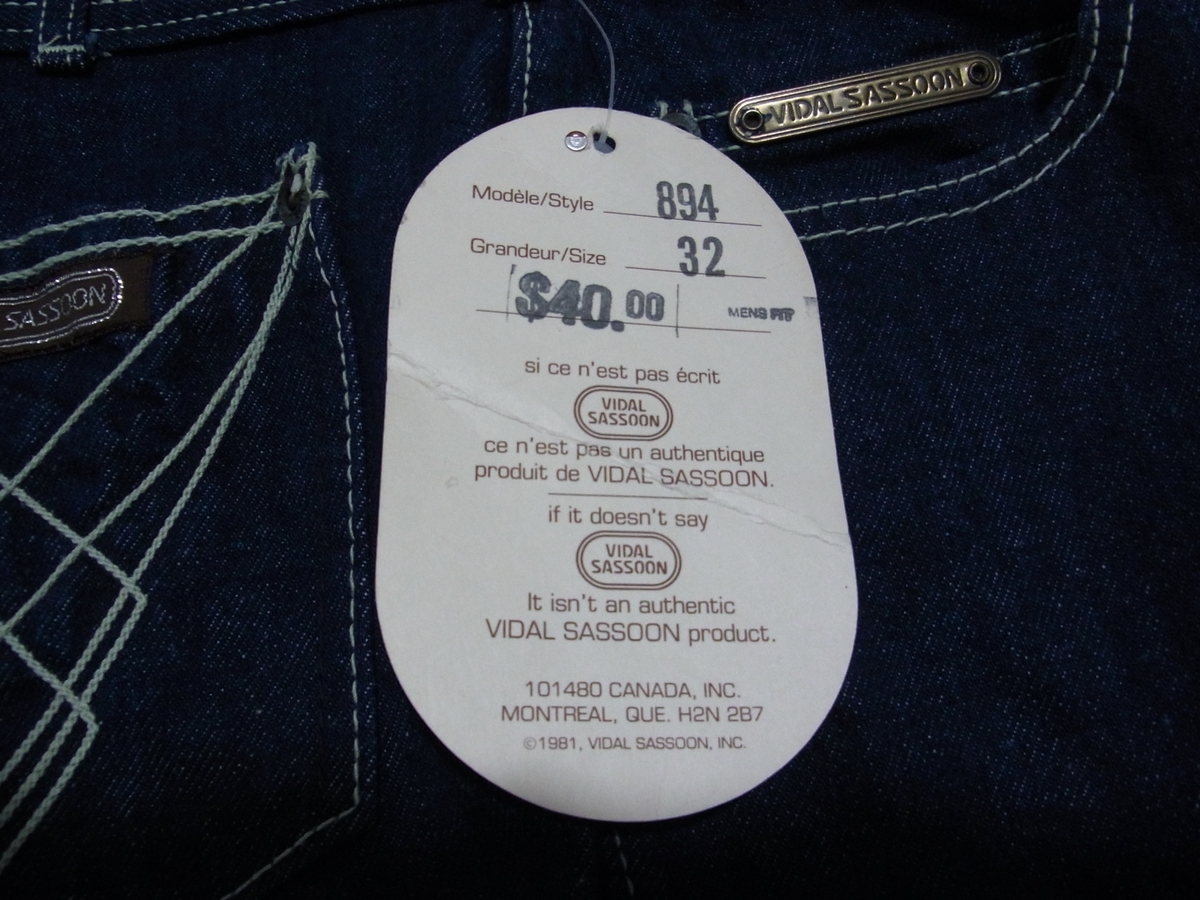 VIDAL SASSOON
SASSOON
Modèle/Style 894
Grandeur/Size 32
$40.00 MENS FIT
si ce n'est pas écrit
VIDAL
SASSOON
ce n'est pas un authentique
produit de VIDAL SASSOON.
if it doesn't say
VIDAL
SASSOON
It isn't an authentic
VIDAL SASSOON product.
101480 CANADA, INC.
MONTREAL, QUE. H2N 2B7
©1981, VIDAL SASSOON, INC.